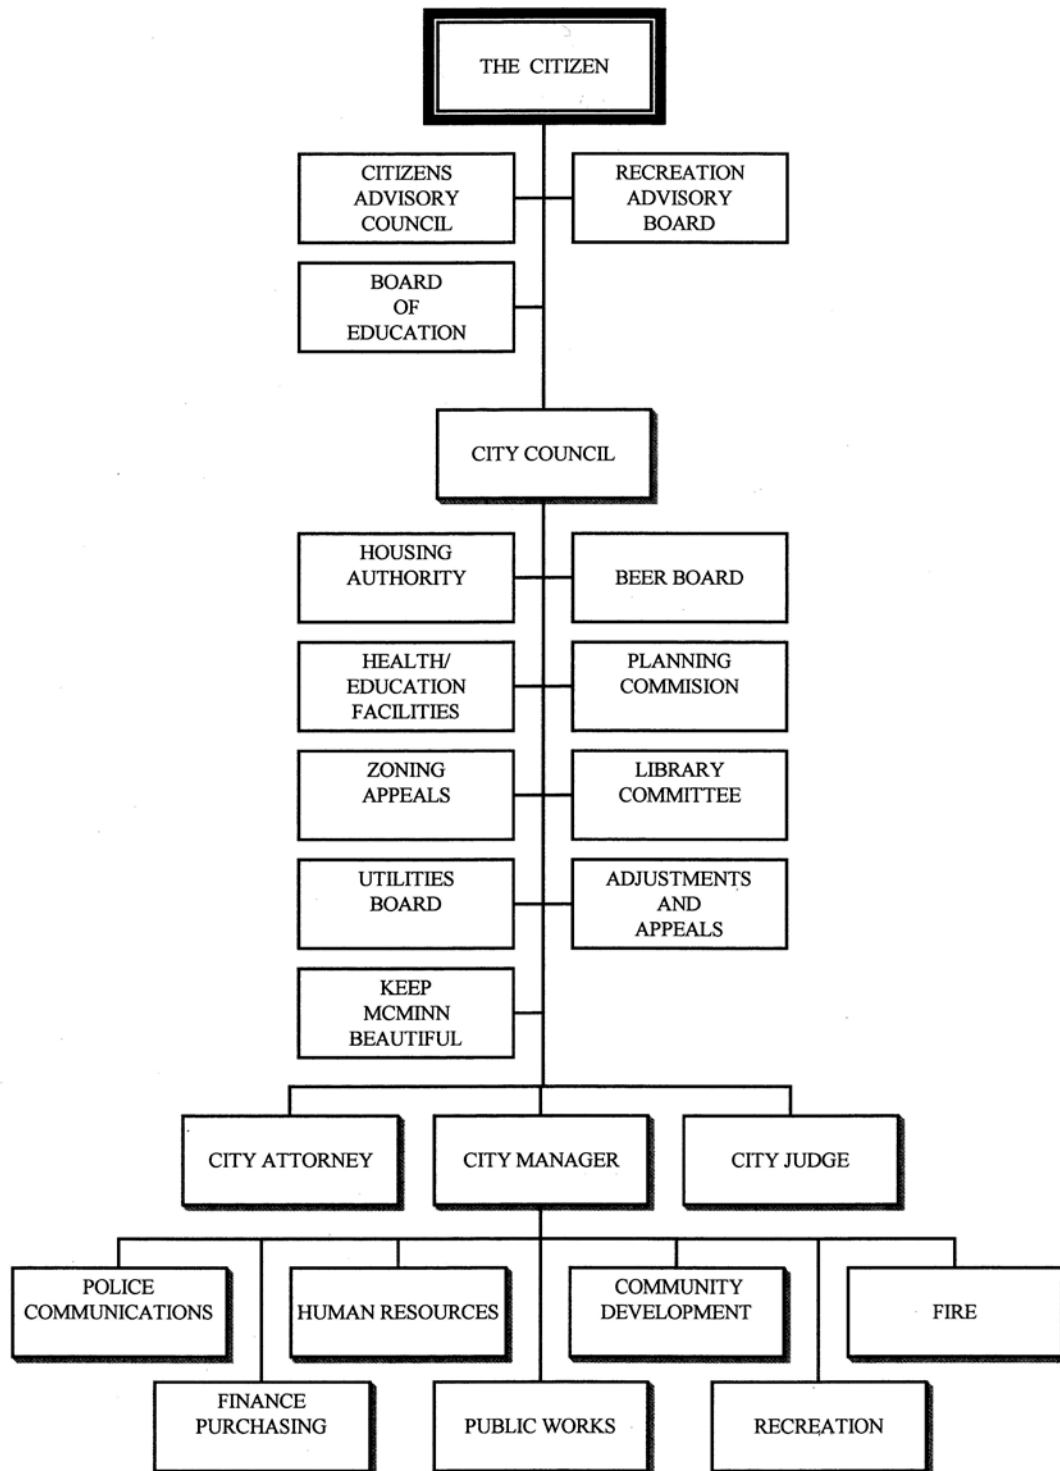 THE CITIZEN
CITIZENS
ADVISORY
COUNCIL
RECREATION
ADVISORY
BOARD
BOARD
OF
EDUCATION
CITY COUNCIL
HOUSING
AUTHORITY
BEER BOARD
HEALTH/
EDUCATION
FACILITIES
PLANNING
COMMISION
ZONING
APPEALS
LIBRARY
COMMITTEE
UTILITIES
BOARD
ADJUSTMENTS
AND
APPEALS
KEEP
MCMINN
BEAUTIFUL
CITY ATTORNEY
CITY MANAGER
CITY JUDGE
POLICE
COMMUNICATIONS
HUMAN RESOURCES
COMMUNITY
DEVELOPMENT
FIRE
FINANCE
PURCHASING
PUBLIC WORKS
RECREATION